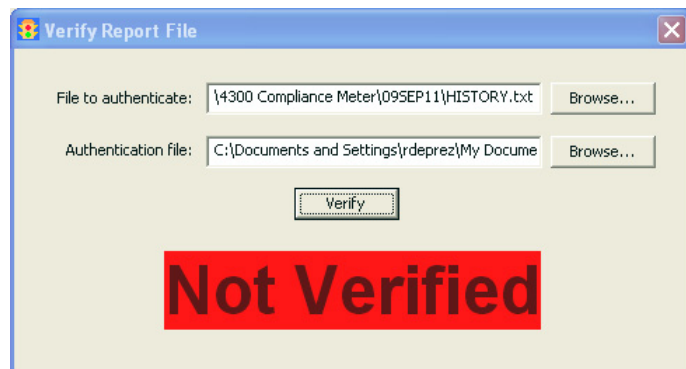 Verify Report File
File to authenticate: \4300 Compliance Meter\09SEP11\HISTORY.txt Browse...
Authentication file: C:\Documents and Settings\rdeprez\My Docume Browse...
Verify
Not Verified